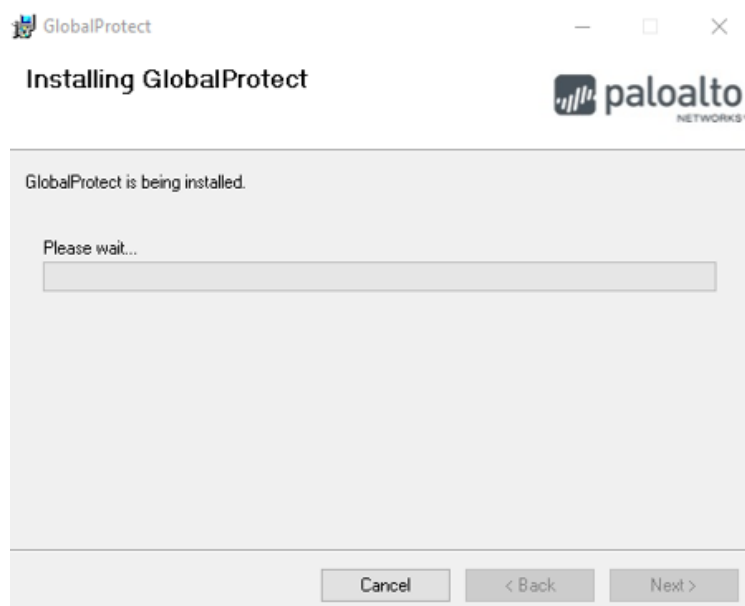 GlobalProtect
Installing GlobalProtect
paloalto
NETWORKS
GlobalProtect is being installed.
Please wait...
Cancel
< Back
Next >